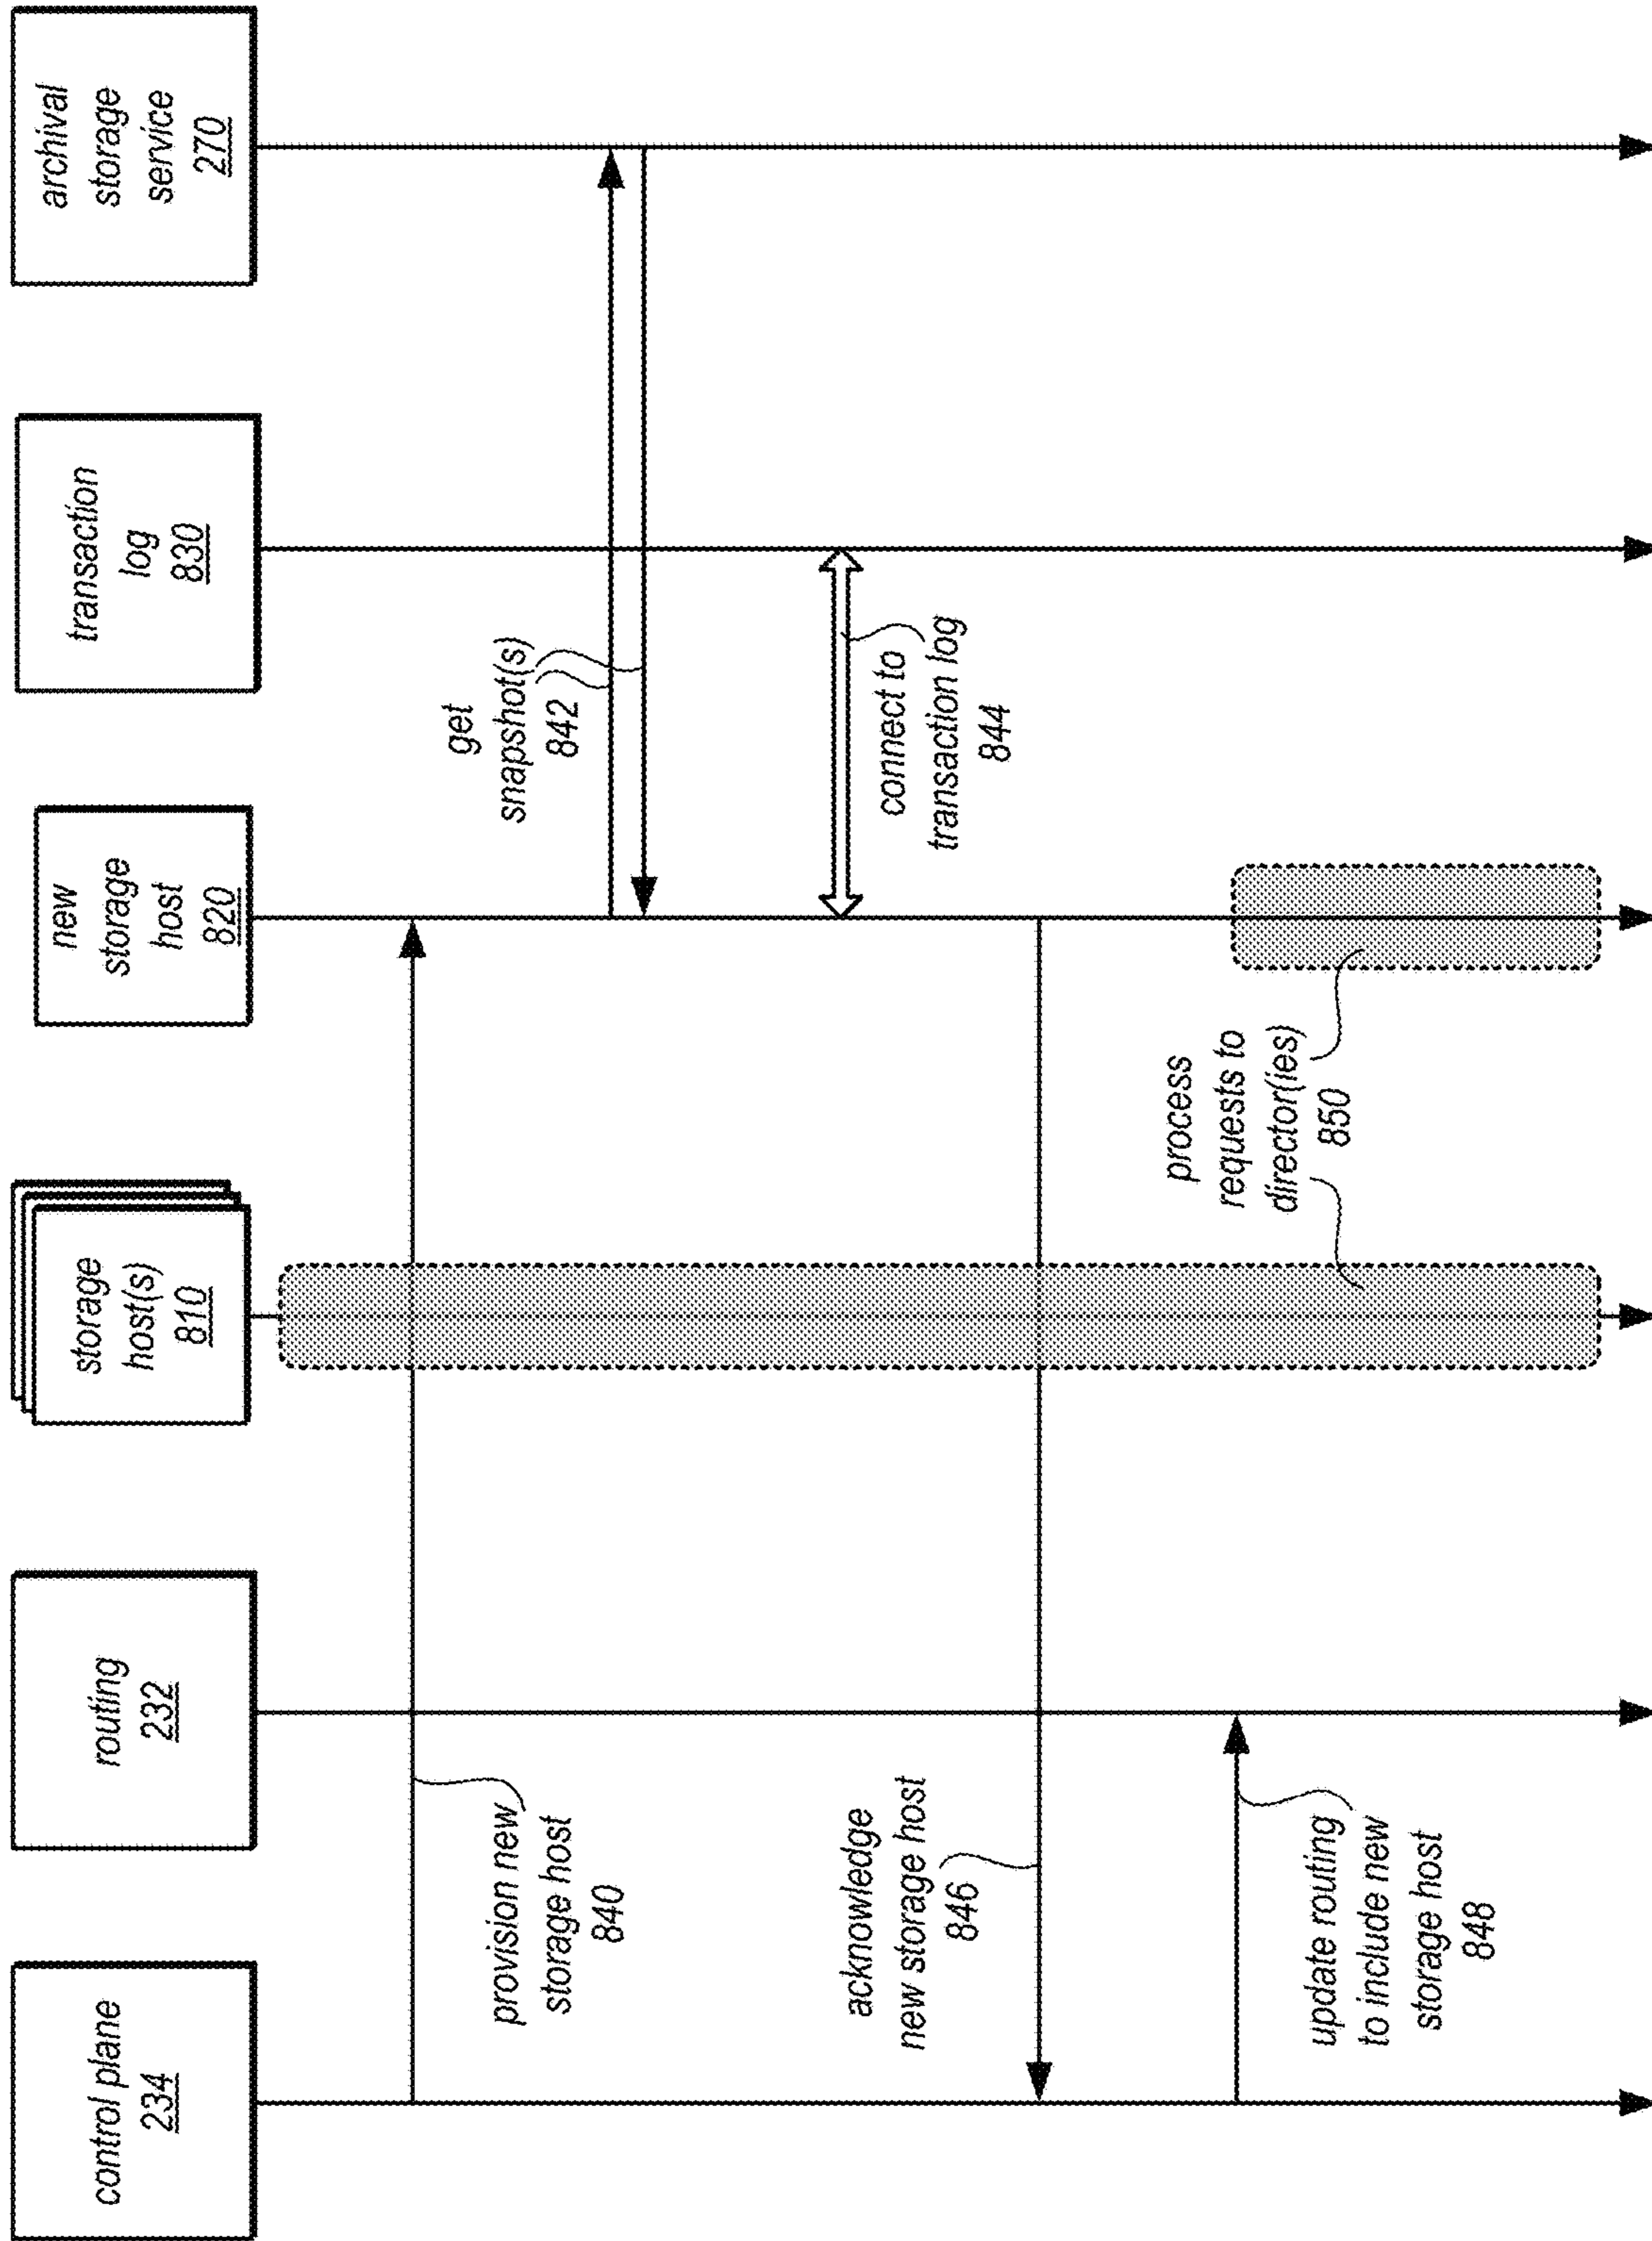 control plane
234
routing
232
storage
host(s)
810
new
storage
host
820
transaction
log
830
archival
storage
service
270
provision new
storage host
840
get
snapshot(s)
842
connect to
transaction log
844
acknowledge
new storage host
846
update routing
to include new
storage host
848
process
requests to
director(ies)
850